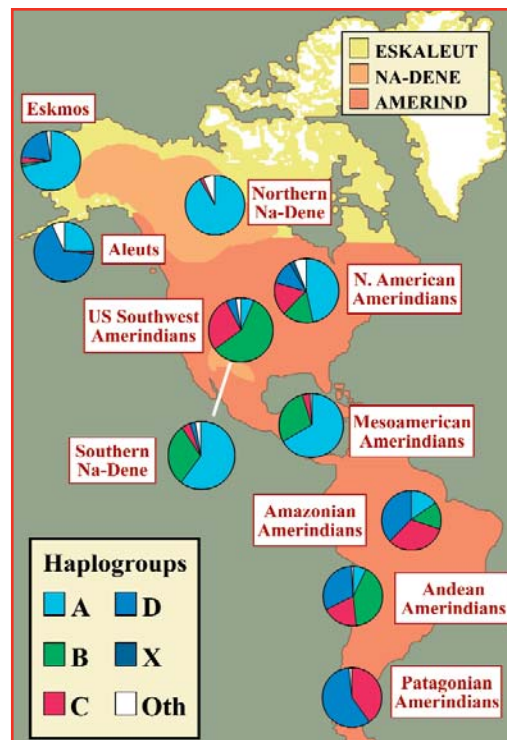 ESKALEUT
NA-DENE
AMERIND
Eskmos
Northern
Na-Dene
Aleuts
N. American
Amerindians
US Southwest
Amerindians
Mesoamerican
Amerindians
Southern
Na-Dene
Amazonian
Amerindians
Andean
Amerindians
Patagonian
Amerindians
Haplogroups
A
D
B
X
C
Oth